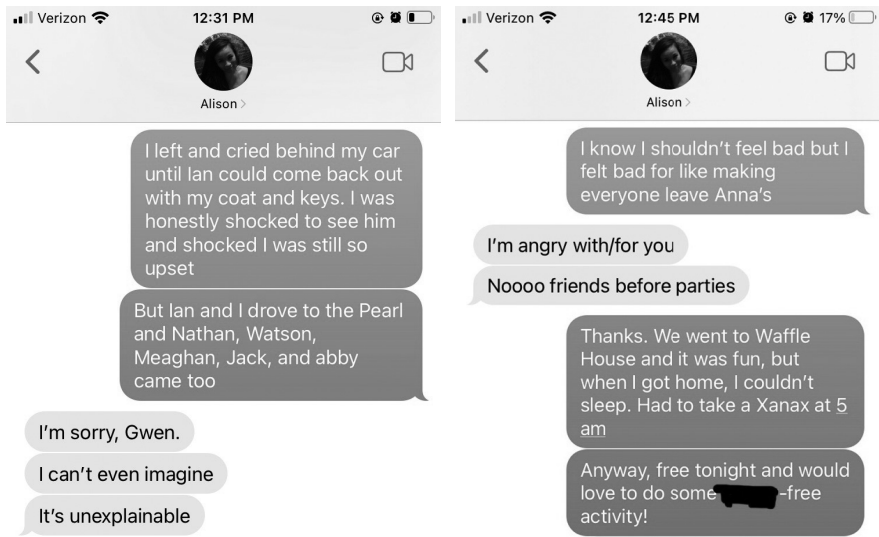 Verizon 12:31 PM
Alison
I left and cried behind my car
until Ian could come back out
with my coat and keys. I was
honestly shocked to see him
and shocked I was still so
upset
But Ian and I drove to the Pearl
and Nathan, Watson,
Meaghan, Jack, and abby
came too
I'm sorry, Gwen.
I can't even imagine
It's unexplainable
Verizon 12:45 PM 17%
Alison
I know I shouldn't feel bad but I
felt bad for like making
everyone leave Anna's
I'm angry with/for you
Noooo friends before parties
Thanks. We went to Waffle
House and it was fun, but
when I got home, I couldn't
sleep. Had to take a Xanax at 5
am
Anyway, free tonight and would
love to do some -free
activity!